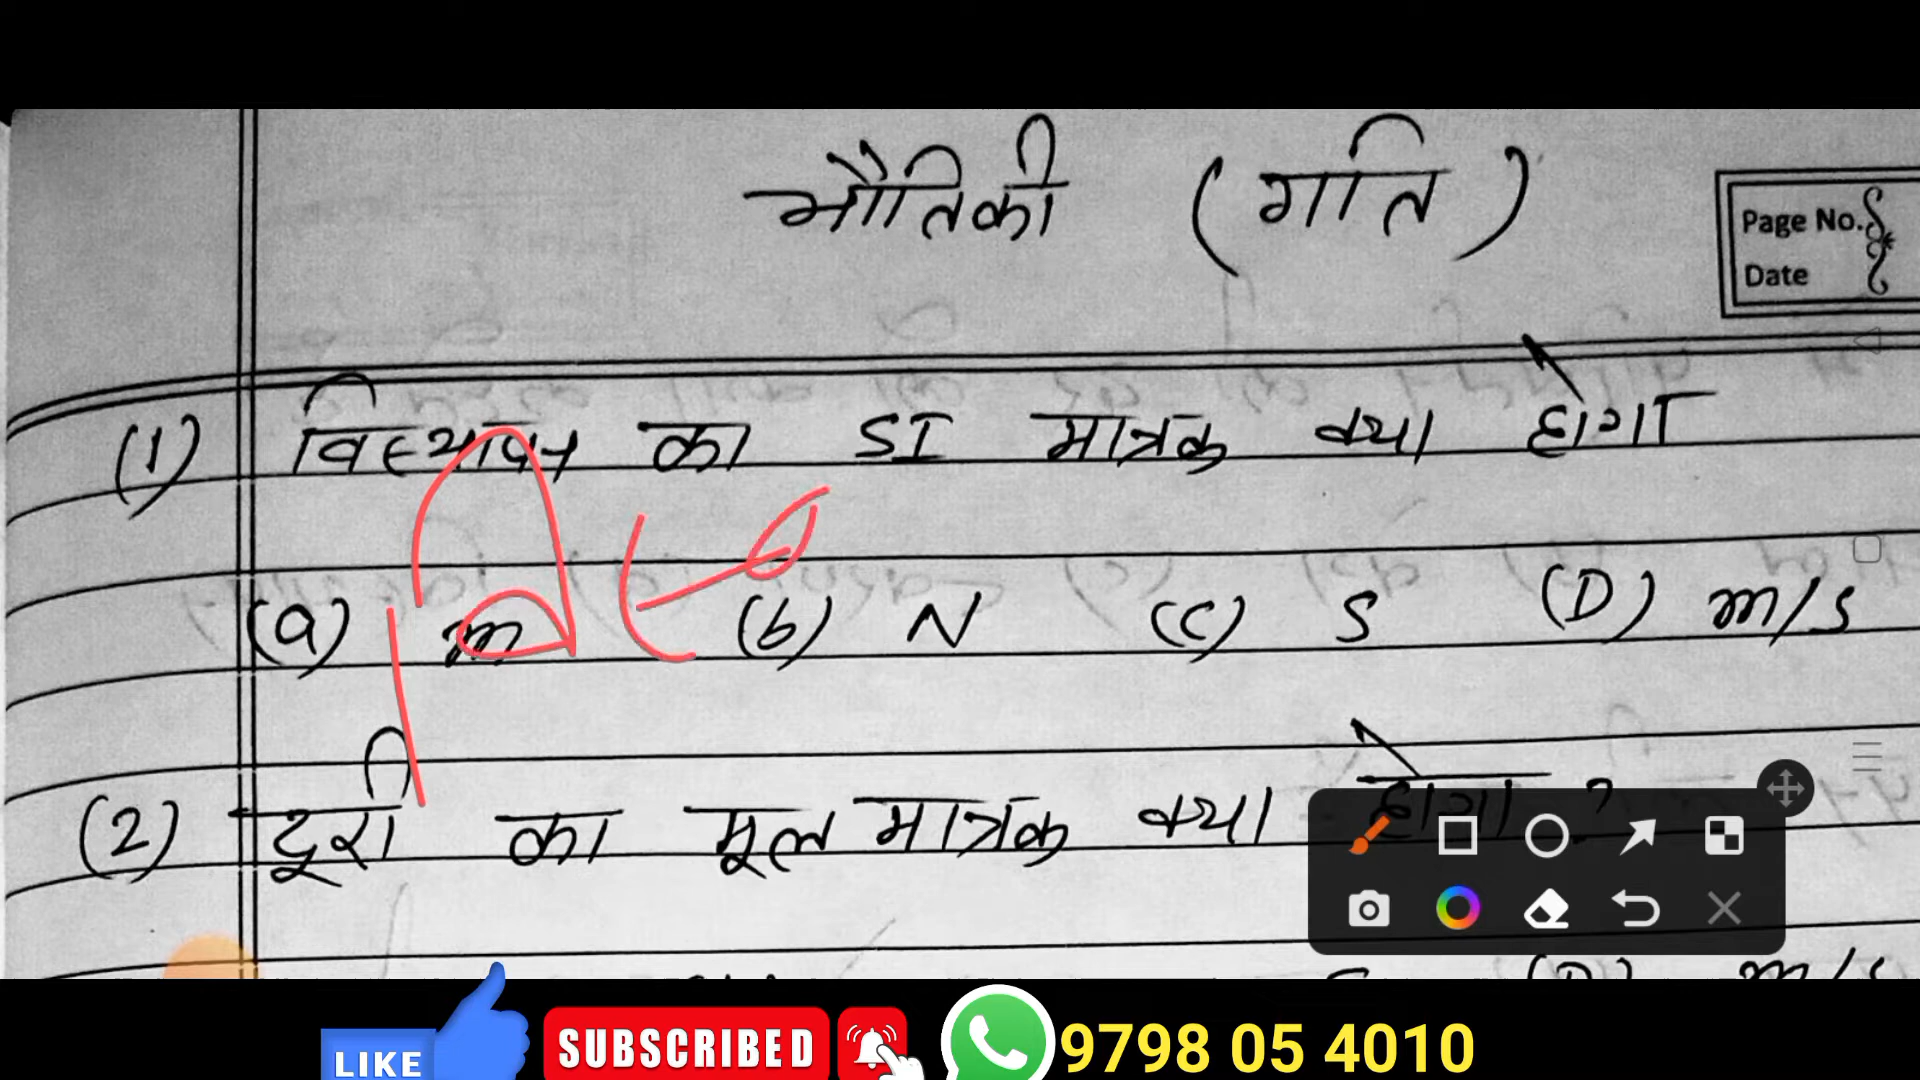 भौतिकी (गति)
Page No.
Date
(1) विस्थापन का SI मात्रक क्या होगा
(a) m (b) N (C) S (D) m/s
(2) दूरी का मूल मात्रक क्या होगा ?
(D) m/s
LIKE SUBSCRIBED 9798 05 4010